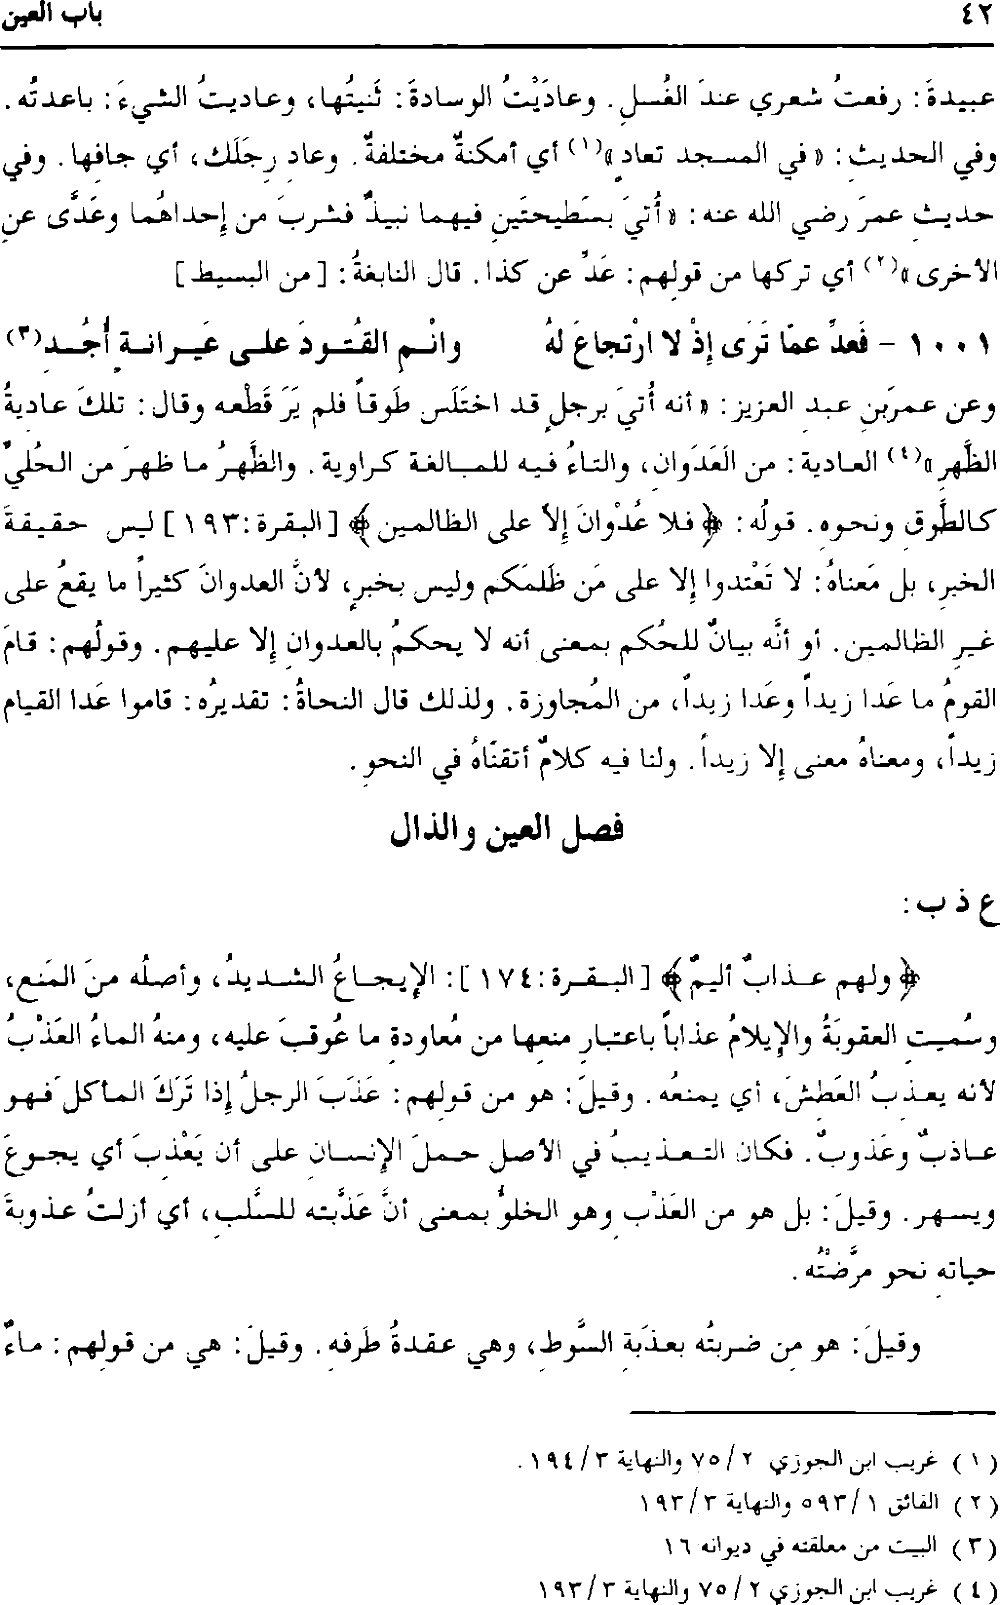 ٤٢ باب العين
عبيدةَ: رفعتُ شعري عندَ الغُسلِ. وعادَيْتُ الوسادةَ: ثَنيتُها، وعاديتُ الشيءَ: باعدتُه.
وفي الحديثِ: «في المسجد تعادٍ»(١) أي أمكنةٌ مختلفةٌ. وعادِ رِجلَك، أي جافِها. وفي
حديثِ عمرَ رضي الله عنه: «أُتيَ بسَطيحتَينِ فيهما نبيذٌ فشربَ من إحداهُما وعَدَّى عنِ
الأخرى»(٢) أي تركها من قولِهم: عَدِّ عن كذا. قال النابغةُ: [من البسيط]
١٠٠١ - فَعدِّ عمّا تَرَى إذْ لا ارْتجاعَ لهُ وانْمِ القُتودَ على عَيرانةٍ أُجُدِ(٣)
وعن عمرَبنِ عبد العزيز: «أنه أُتيَ برجلٍ قد اختَلَس طَوقاً فلم يَرَ قَطْعه وقال: تلكَ عاديةُ
الظَّهرِ»(٤) العادية: من العَدَوانِ، والتاءُ فيه للمبالغة كراوية. والظَّهرُ ما ظهرَ من الحُليِّ
كالطَّوقِ ونحوِه. قولُه: ﴿فلا عُدْوانَ إلا على الظالمين﴾ [البقرة:١٩٣] ليس حقيقةَ
الخبرِ، بل مَعناهُ: لا تَعْتدوا إلا على مَن ظَلمَكم وليس بخبرٍ، لأنَّ العدوانَ كثيراً ما يقعُ على
غيرِ الظالمين. أو أنَّه بيانٌ للحُكم بمعنى أنه لا يحكمُ بالعدوانِ إلا عليهم. وقولُهم: قامَ
القومُ ما عَدا زيداً وعَدا زيداً، من المُجاوزة. ولذلك قال النحاةُ: تقديرُه: قاموا عَدا القيام
زيداً، ومعناهُ معنى إلا زيداً. ولنا فيه كلامٌ أتقنّاهُ في النحوِ.
فصل العين والذال
ع ذ ب:
﴿ولهم عذابٌ أليمٌ﴾ [البقرة:١٧٤]: الإيجاعُ الشديدُ، وأصلُه منَ المَنعِ،
وسُميتِ العقوبَةُ والإيلامُ عذاباً باعتبارِ منعِها من مُعاودةِ ما عُوقبَ عليه، ومنهُ الماءُ العَذْبُ
لأنه يعذبُ العَطشَ، أي يمنعُه. وقيلَ: هو من قولِهم: عَذَبَ الرجلُ إذا تَرَكَ المأكلَ فهو
عاذبٌ وعَذوبٌ. فكان التعذيبُ في الأصلِ حملَ الإنسانِ على أن يَعْذبَ أي يجوعَ
ويسهر. وقيلَ: بل هو من العَذْبِ وهو الخلوُّ بمعنى أنَّ عَذَّبته للسَّلبِ، أي أزلتُ عذوبةَ
حياتهِ نحو مرَّضْتُه.
وقيلَ: هو مِن ضربتُه بعذَبةِ السَّوطِ، وهي عقدةُ طرَفهِ. وقيلَ: هي من قولِهم: ماءٌ
(١) غريب ابن الجوزي ٢/ ٧٥ والنهاية ٣/ ١٩٤.
(٢) الفائق ١/ ٥٩٣ والنهاية ٣/ ١٩٣
(٣) البيت من معلقته في ديوانه ١٦
(٤) غريب ابن الجوزي ٢/ ٧٥ والنهاية ٣/ ١٩٣